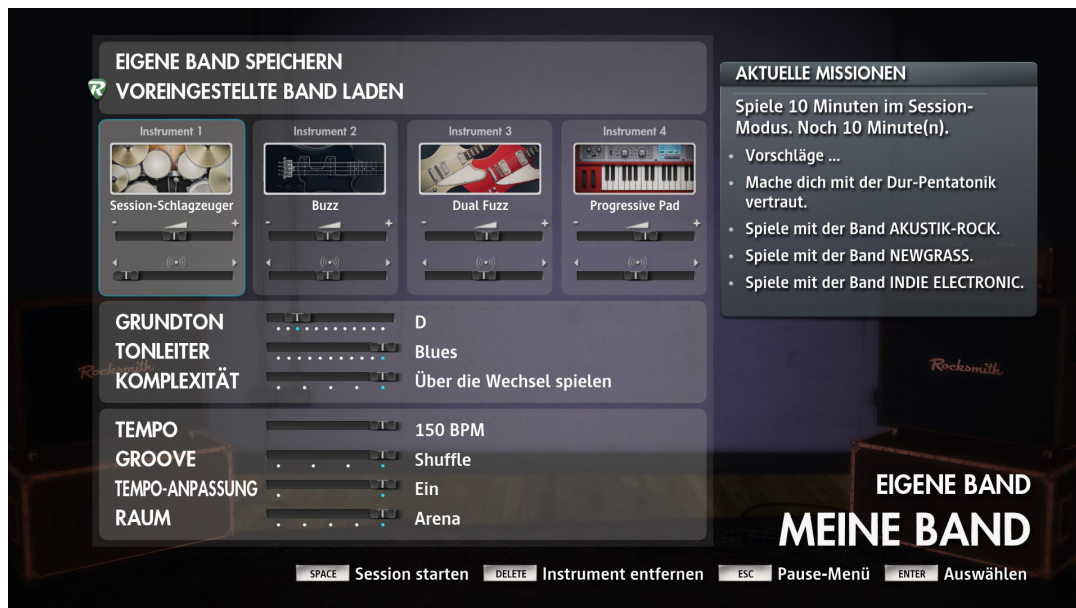 EIGENE BAND SPEICHERN
VOREINGESTELLTE BAND LADEN
Instrument 1
Instrument 2
Instrument 3
Instrument 4
Session-Schlagzeuger
Buzz
Dual Fuzz
Progressive Pad
GRUNDTON D
TONLEITER Blues
KOMPLEXITÄT Über die Wechsel spielen
TEMPO 150 BPM
GROOVE Shuffle
TEMPO-ANPASSUNG Ein
RAUM Arena
AKTUELLE MISSIONEN
Spiele 10 Minuten im Session-
Modus. Noch 10 Minute(n).
• Vorschläge ...
• Mache dich mit der Dur-Pentatonik
vertraut.
• Spiele mit der Band AKUSTIK-ROCK.
• Spiele mit der Band NEWGRASS.
• Spiele mit der Band INDIE ELECTRONIC.
Rocksmith
Rocksmith
EIGENE BAND
MEINE BAND
SPACE Session starten DELETE Instrument entfernen ESC Pause-Menü ENTER Auswählen